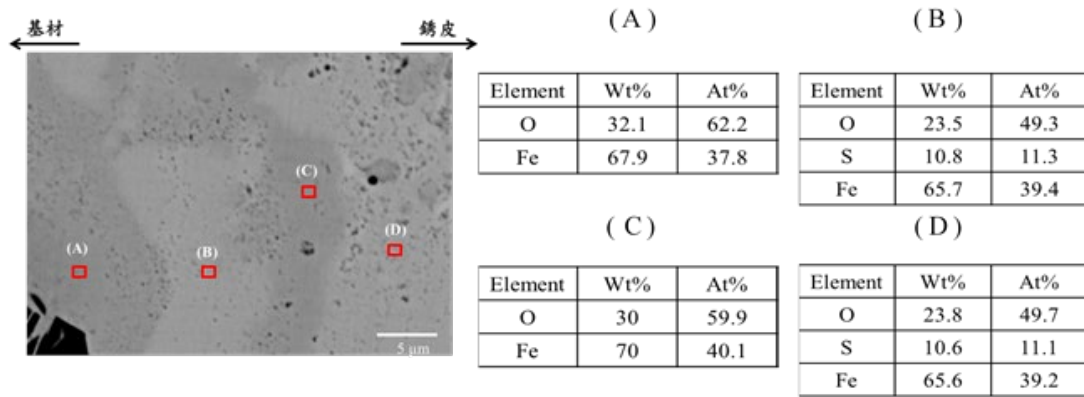 基材
銹皮
(A)
(B)
(C)
(D)
5 μm
(A)
Element Wt% At%
O 32.1 62.2
Fe 67.9 37.8
(B)
Element Wt% At%
O 23.5 49.3
S 10.8 11.3
Fe 65.7 39.4
(C)
Element Wt% At%
O 30 59.9
Fe 70 40.1
(D)
Element Wt% At%
O 23.8 49.7
S 10.6 11.1
Fe 65.6 39.2